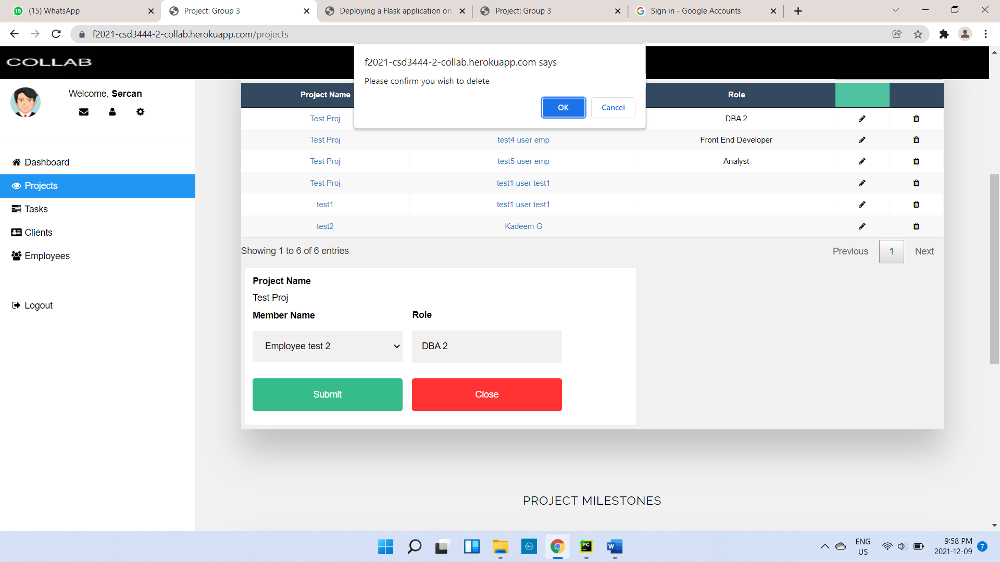 15 (15) WhatsApp
Project: Group 3
Deploying a Flask application on
Project: Group 3
Sign in - Google Accounts
f2021-csd3444-2-collab.herokuapp.com/projects
COLLAB
f2021-csd3444-2-collab.herokuapp.com says
Please confirm you wish to delete
OK
Cancel
Welcome, Sercan
Dashboard
Projects
Tasks
Clients
Employees
Logout
Project Name Role
Test Proj DBA 2
Test Proj test4 user emp Front End Developer
Test Proj test5 user emp Analyst
Test Proj test1 user test1
test1 test1 user test1
test2 Kadeem G
Showing 1 to 6 of 6 entries
Previous 1 Next
Project Name
Test Proj
Member Name Role
Employee test 2 DBA 2
Submit Close
PROJECT MILESTONES
DELL
PC
W
ENG
US
9:58 PM
2021-12-09
7